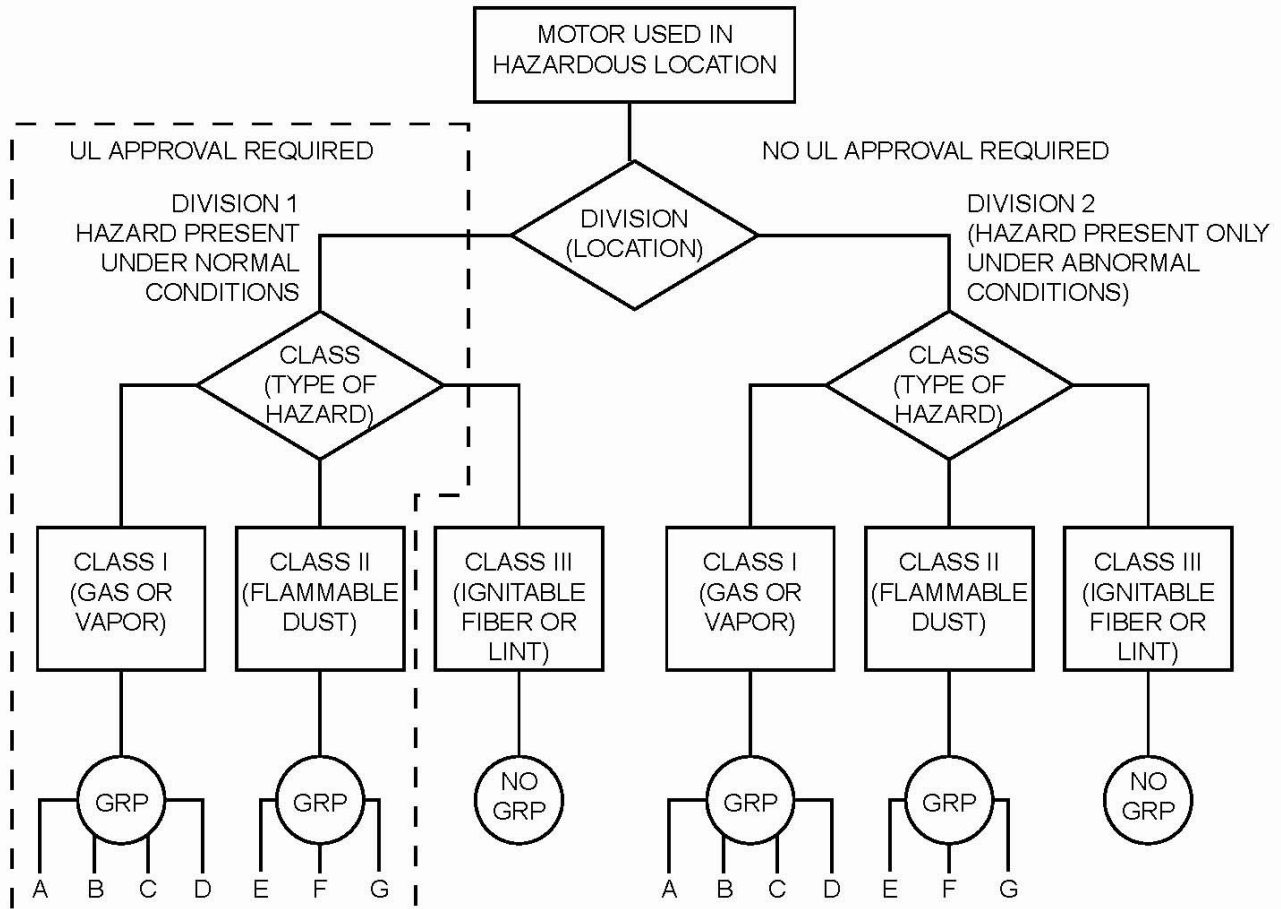 MOTOR USED IN
HAZARDOUS LOCATION
UL APPROVAL REQUIRED
NO UL APPROVAL REQUIRED
DIVISION 1
HAZARD PRESENT
UNDER NORMAL
CONDITIONS
DIVISION
(LOCATION)
DIVISION 2
(HAZARD PRESENT ONLY
UNDER ABNORMAL
CONDITIONS)
CLASS
(TYPE OF
HAZARD)
CLASS
(TYPE OF
HAZARD)
CLASS I
(GAS OR
VAPOR)
CLASS II
(FLAMMABLE
DUST)
CLASS III
(IGNITABLE
FIBER OR
LINT)
CLASS I
(GAS OR
VAPOR)
CLASS II
(FLAMMABLE
DUST)
CLASS III
(IGNITABLE
FIBER OR
LINT)
GRP
GRP
NO
GRP
GRP
GRP
NO
GRP
A B C D E F G A B C D E F G